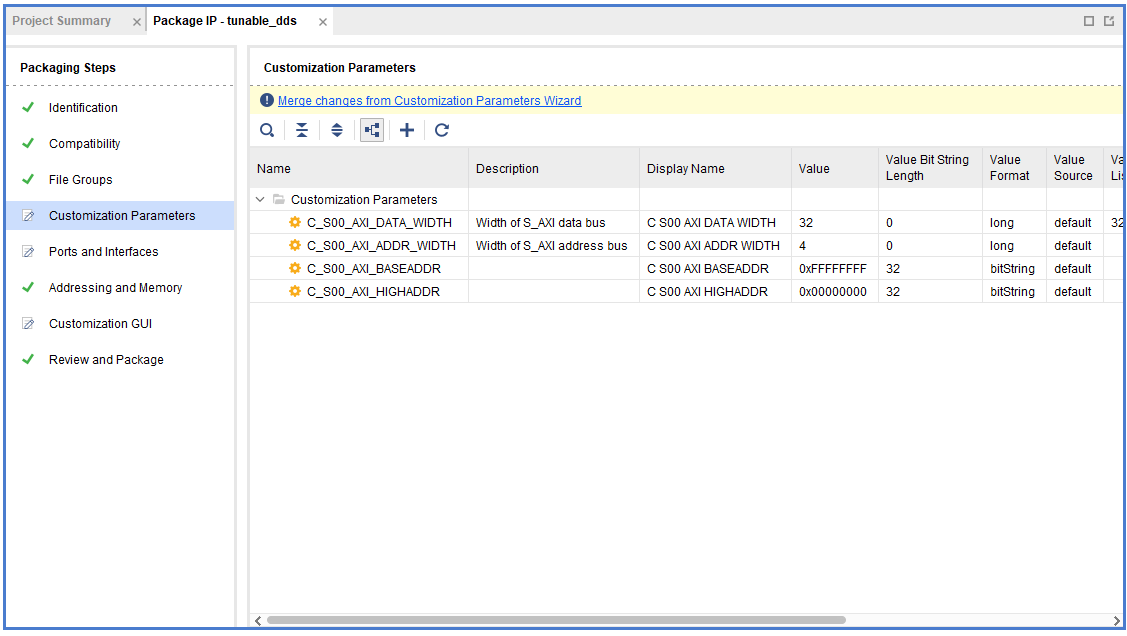 Project Summary
Package IP - tunable_dds
Packaging Steps
Identification
Compatibility
File Groups
Customization Parameters
Ports and Interfaces
Addressing and Memory
Customization GUI
Review and Package
Customization Parameters
Merge changes from Customization Parameters Wizard
Name Description Display Name Value Value Bit String Length Value Format Value Source
Customization Parameters
C_S00_AXI_DATA_WIDTH Width of S_AXI data bus C S00 AXI DATA WIDTH 32 0 long default 32
C_S00_AXI_ADDR_WIDTH Width of S_AXI address bus C S00 AXI ADDR WIDTH 4 0 long default
C_S00_AXI_BASEADDR C S00 AXI BASEADDR 0xFFFFFFFF 32 bitString default
C_S00_AXI_HIGHADDR C S00 AXI HIGHADDR 0x00000000 32 bitString default